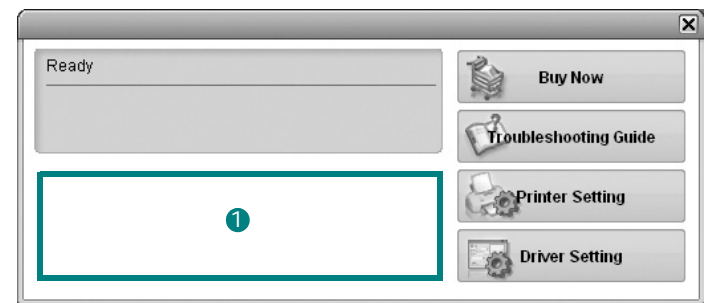 Ready
Buy Now
Troubleshooting Guide
1
Printer Setting
Driver Setting